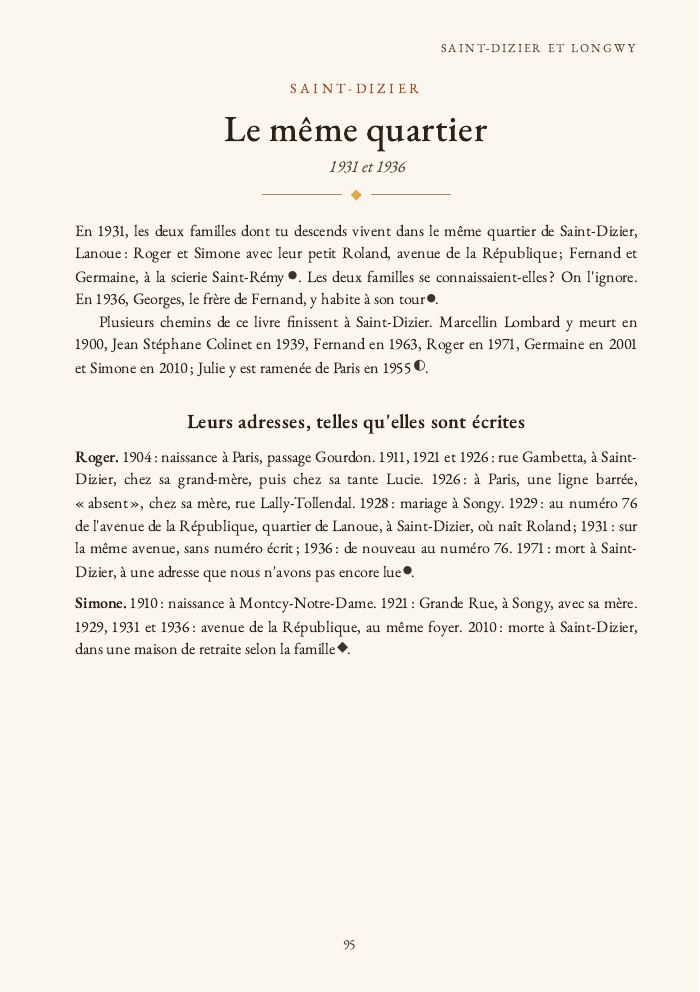 SAINT-DIZIER ET LONGWY
SAINT-DIZIER
Le même quartier
1931 et 1936
En 1931, les deux familles dont tu descends vivent dans le même quartier de Saint-Dizier,
Lanoue : Roger et Simone avec leur petit Roland, avenue de la République ; Fernand et
Germaine, à la scierie Saint-Rémy ●. Les deux familles se connaissaient-elles ? On l'ignore.
En 1936, Georges, le frère de Fernand, y habite à son tour ●.
Plusieurs chemins de ce livre finissent à Saint-Dizier. Marcellin Lombard y meurt en
1900, Jean Stéphane Colinet en 1939, Fernand en 1963, Roger en 1971, Germaine en 2001
et Simone en 2010 ; Julie y est ramenée de Paris en 1955 ◐.
Leurs adresses, telles qu'elles sont écrites
Roger. 1904 : naissance à Paris, passage Gourdon. 1911, 1921 et 1926 : rue Gambetta, à Saint-
Dizier, chez sa grand-mère, puis chez sa tante Lucie. 1926 : à Paris, une ligne barrée,
« absent », chez sa mère, rue Lally-Tollendal. 1928 : mariage à Songy. 1929 : au numéro 76
de l'avenue de la République, quartier de Lanoue, à Saint-Dizier, où naît Roland ; 1931 : sur
la même avenue, sans numéro écrit ; 1936 : de nouveau au numéro 76. 1971 : mort à Saint-
Dizier, à une adresse que nous n'avons pas encore lue ●.
Simone. 1910 : naissance à Montcy-Notre-Dame. 1921 : Grande Rue, à Songy, avec sa mère.
1929, 1931 et 1936 : avenue de la République, au même foyer. 2010 : morte à Saint-Dizier,
dans une maison de retraite selon la famille ◆.
95